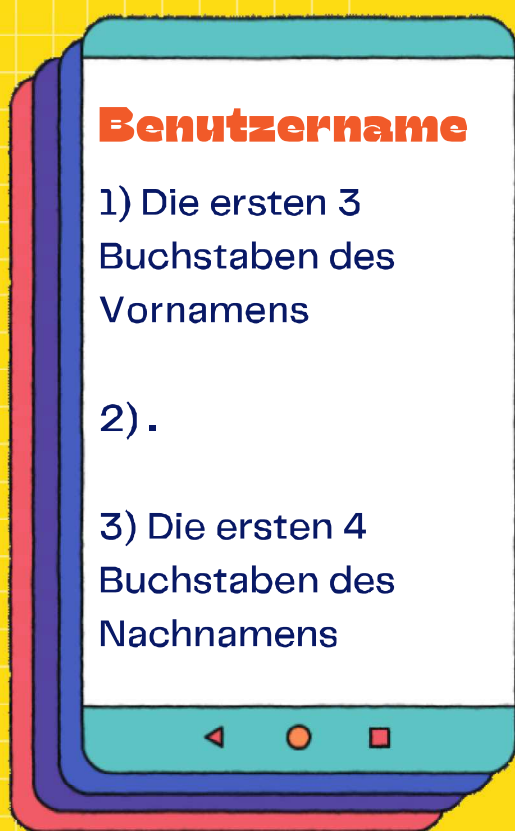 Benutzername
1) Die ersten 3
Buchstaben des
Vornamens
2) .
3) Die ersten 4
Buchstaben des
Nachnamens